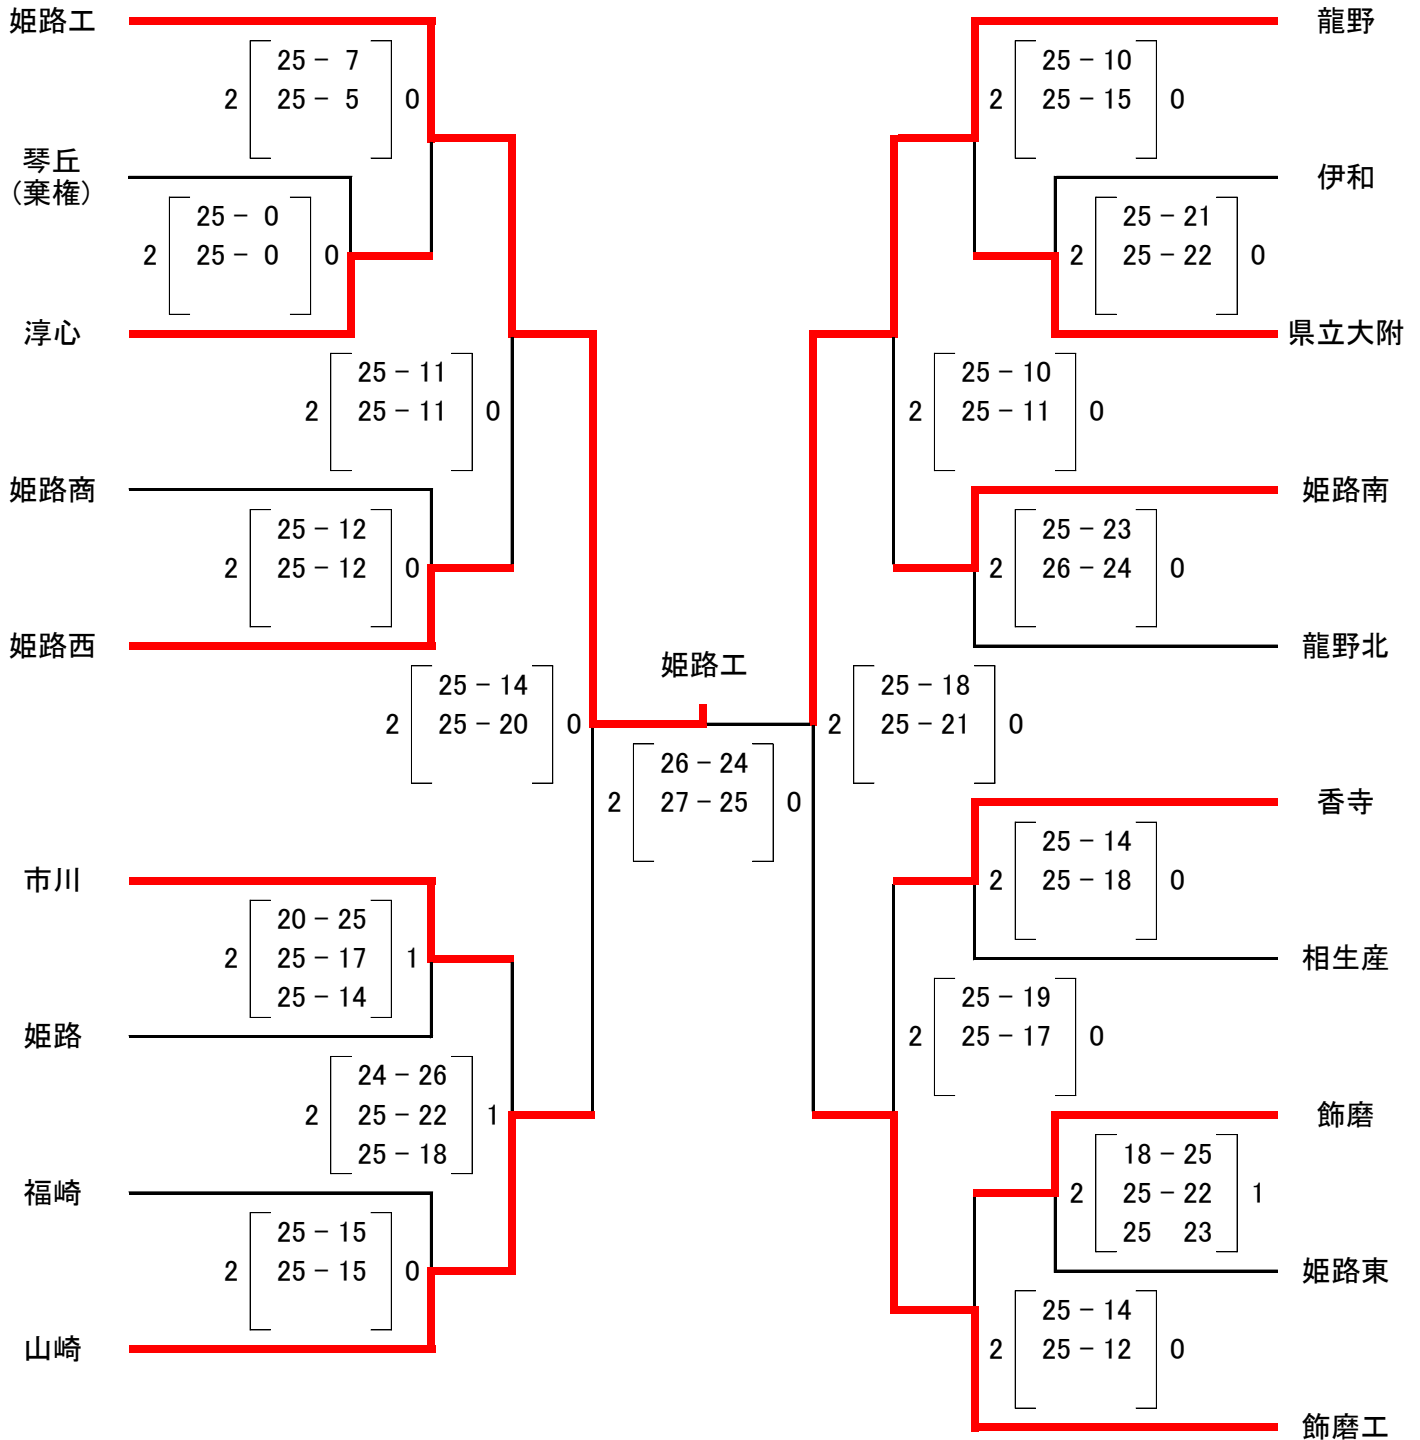 姫路工
25 － 7
2 25 － 5 0
琴丘
(棄権)
25 － 0
2 25 － 0 0
淳心
25 － 11
2 25 － 11 0
姫路商
25 － 12
2 25 － 12 0
姫路西
25 － 14
2 25 － 20 0
市川
20 － 25
2 25 － 17 1
25 － 14
姫路
24 － 26
2 25 － 22 1
25 － 18
福崎
25 － 15
2 25 － 15 0
山崎
姫路工
26 － 24
2 27 － 25 0
龍野
25 － 10
2 25 － 15 0
伊和
25 － 21
2 25 － 22 0
県立大附
25 － 10
2 25 － 11 0
姫路南
25 － 23
2 26 － 24 0
龍野北
25 － 18
2 25 － 21 0
香寺
25 － 14
2 25 － 18 0
相生産
25 － 19
2 25 － 17 0
飾磨
18 － 25
2 25 － 22 1
25 23
姫路東
25 － 14
2 25 － 12 0
飾磨工